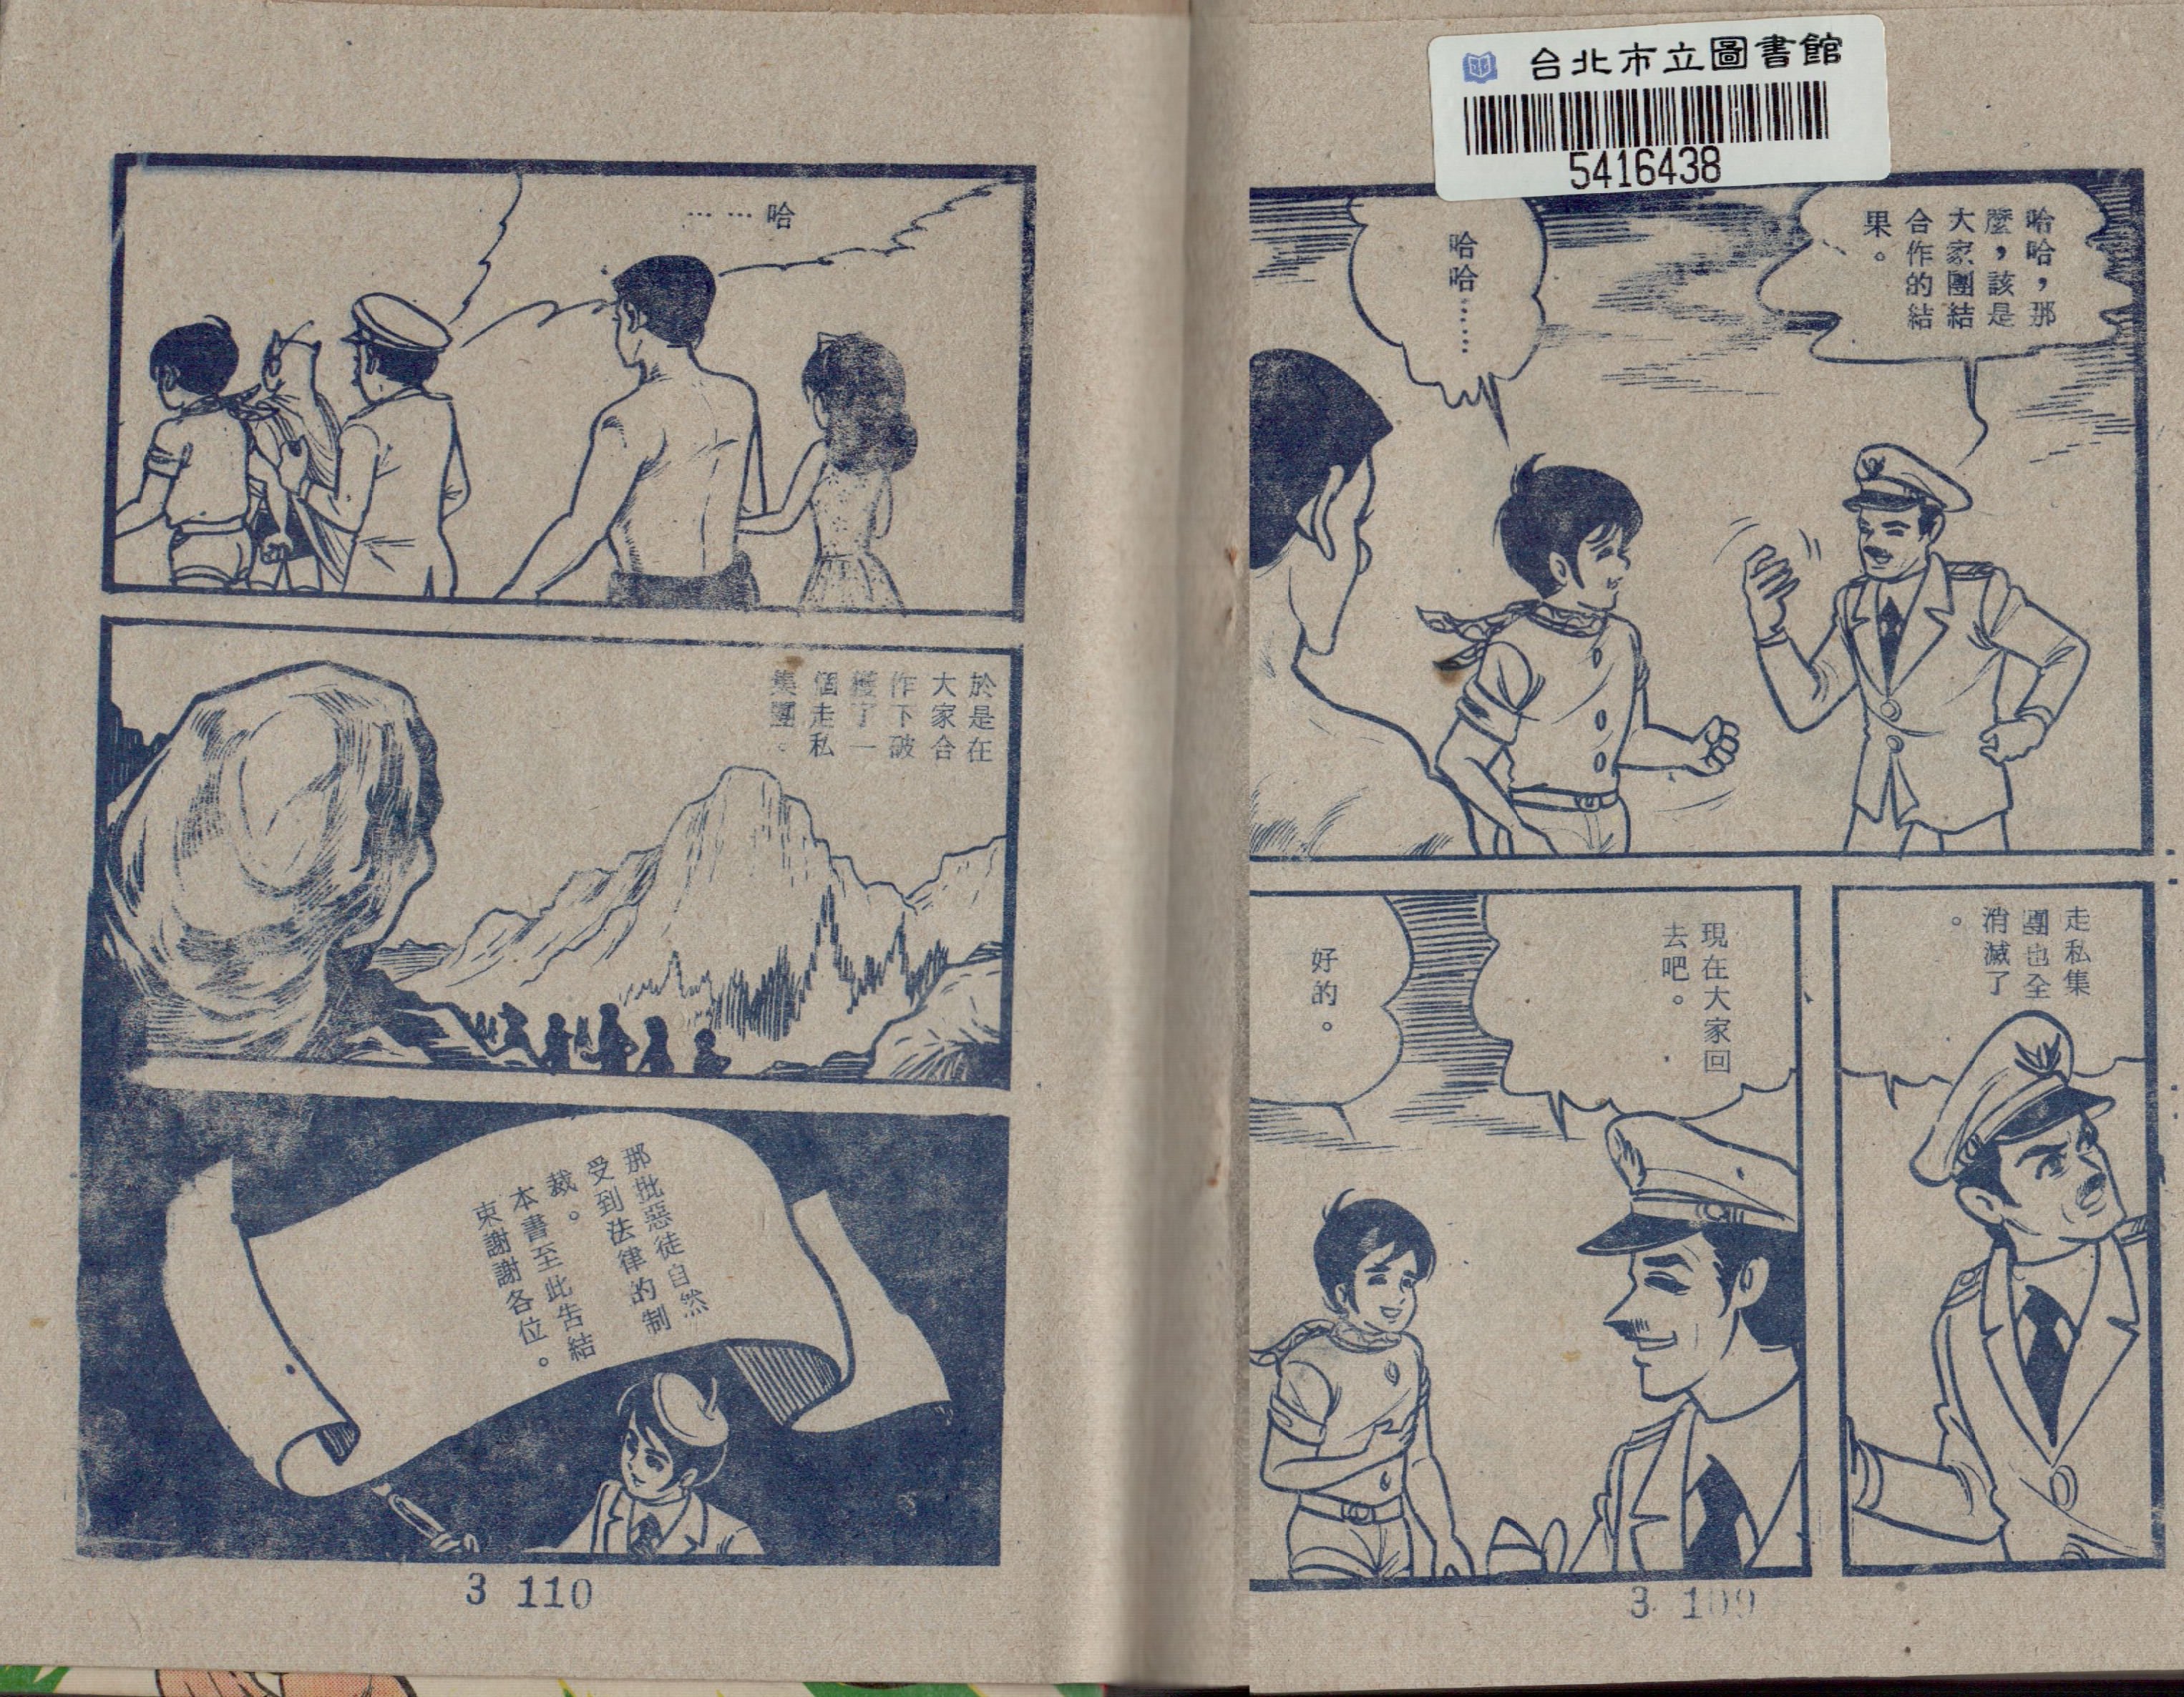 台北市立圖書館
5416438
哈哈，那
麼，該是
大家團結
合作的結
果。
哈哈……
走私集
團也全
消滅了
。
現在大家回
去吧。
好的。
3 109
哈……
於是在
大家合
作下破
獲了一
個走私
集團。
那批惡徒自然
受到法律的制
裁。
本書至此告結
束謝謝各位。
3 110